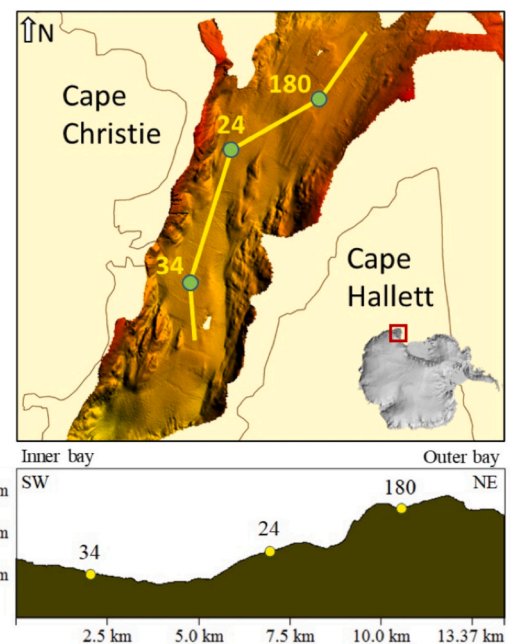 N
Cape
Christie
180
24
34
Cape
Hallett
Inner bay Outer bay
SW NE
m
180
m
24
34
m
2.5 km 5.0 km 7.5 km 10.0 km 13.37 km